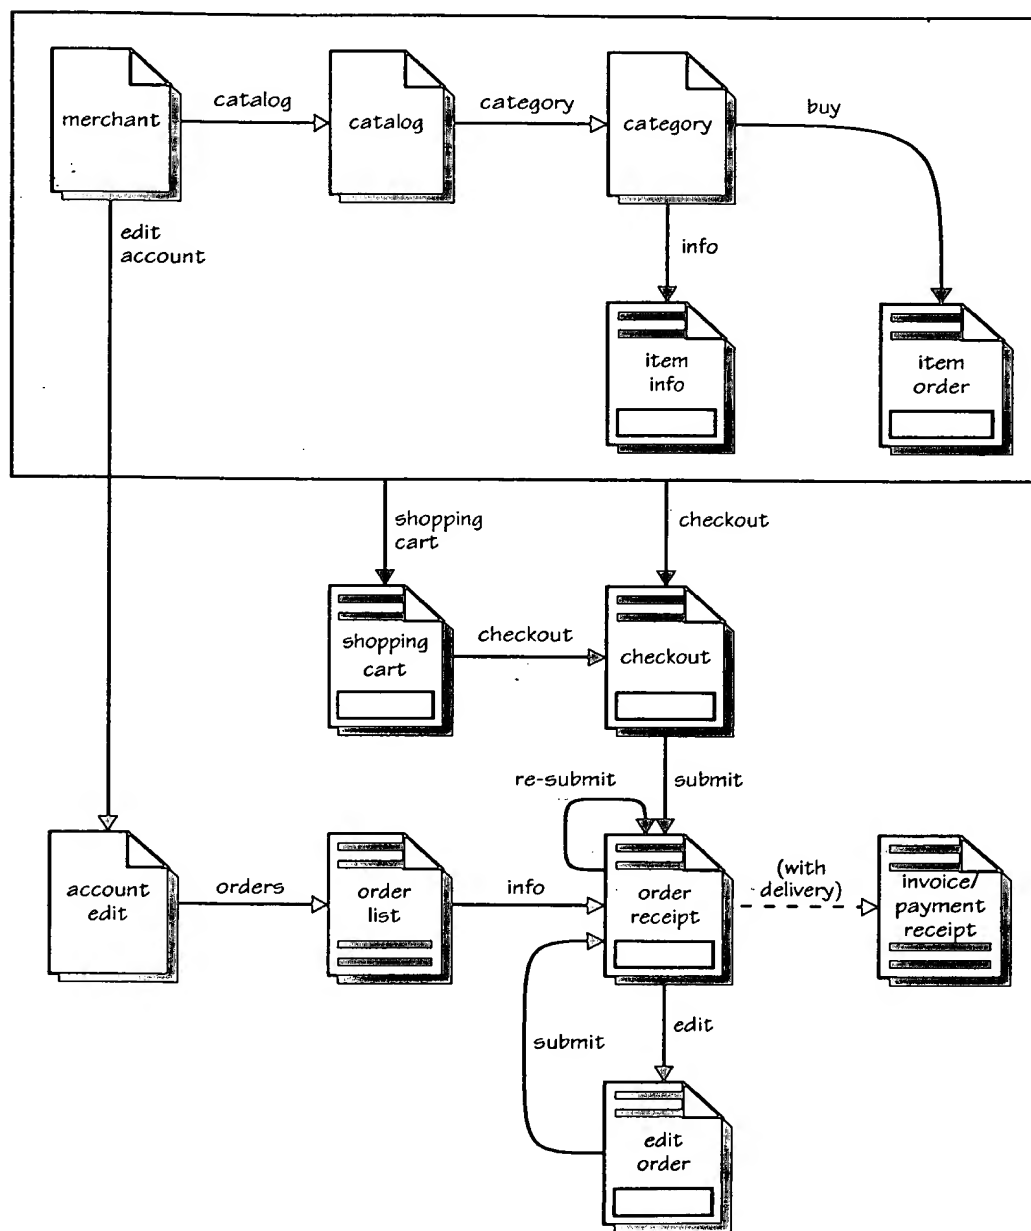 merchant
catalog
catalog
category
category
buy
edit
account
info
item
info
item
order
shopping
cart
checkout
shopping
cart
checkout
checkout
re-submit
submit
account
edit
orders
order
list
info
order
receipt
(with
delivery)
invoice/
payment
receipt
submit
edit
edit
order